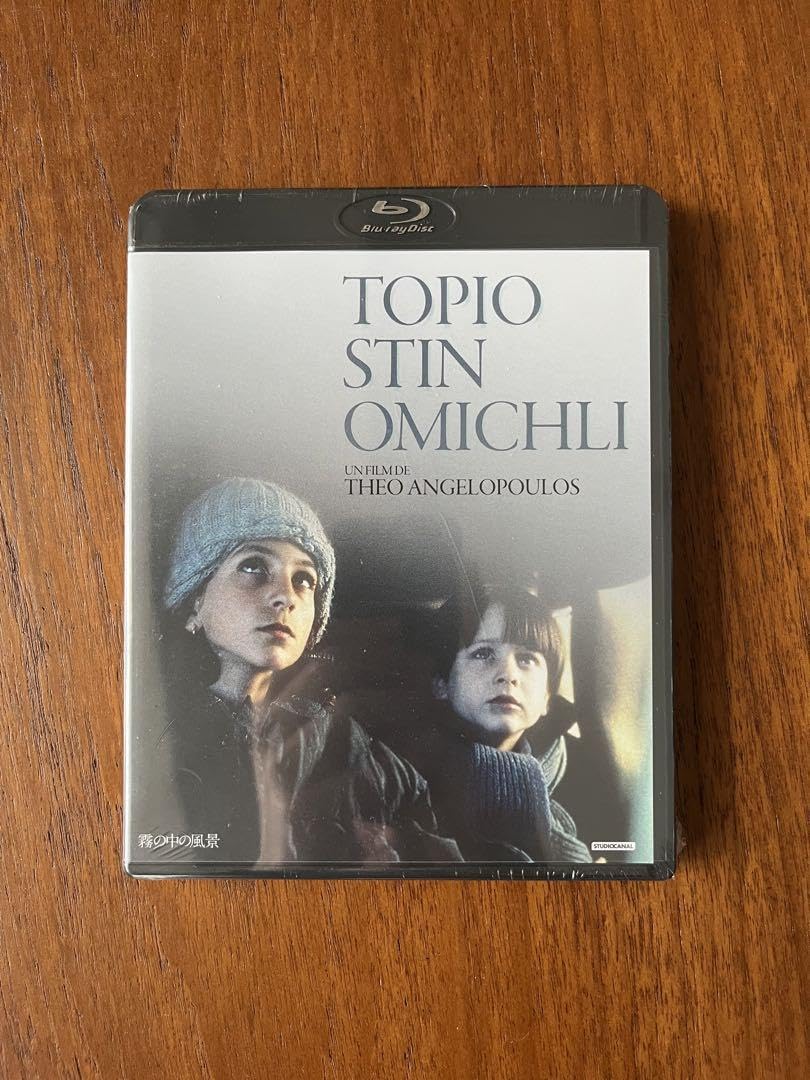 Blu-ray Disc
TOPIO
STIN
OMICHLI
UN FILM DE
THEO ANGELOPOULOS
霧の中の風景
STUDIOCANAL